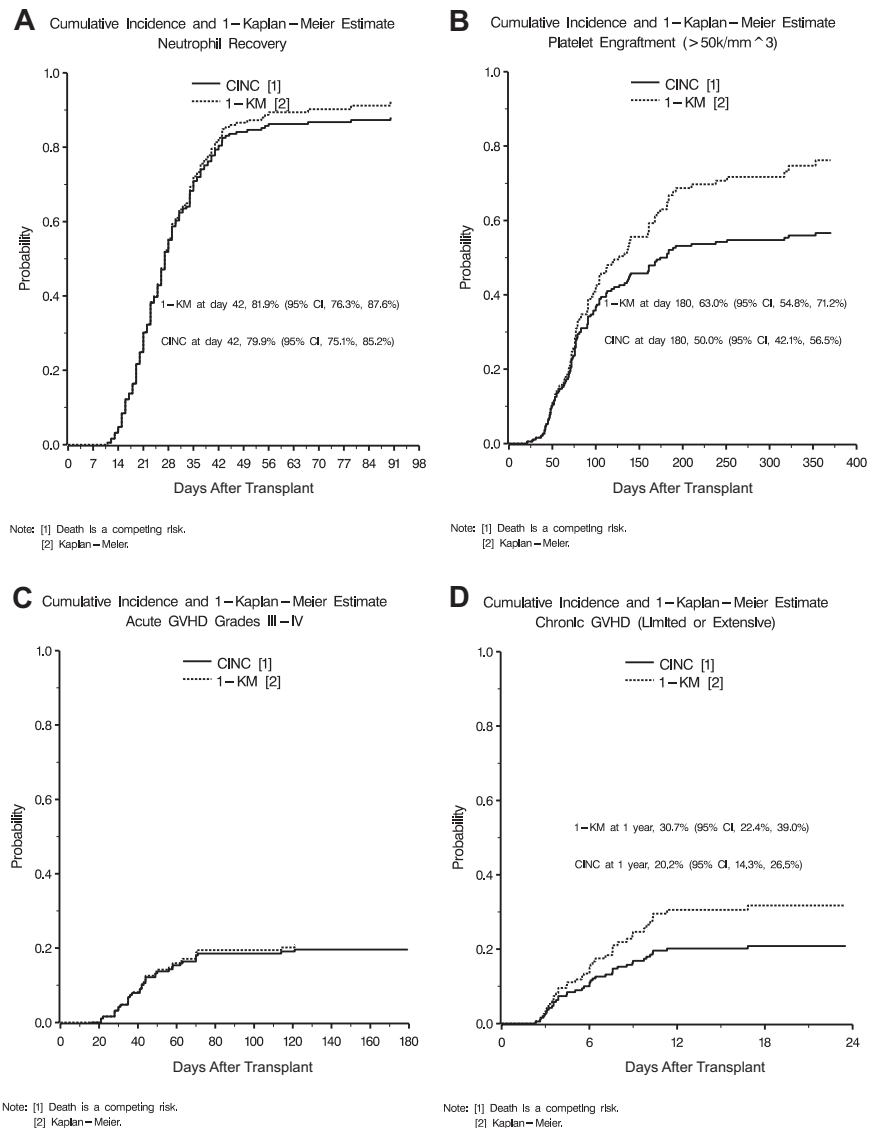 A Cumulative Incidence and 1-Kaplan-Meier Estimate
Neutrophil Recovery
CINC [1]
1-KM [2]
Probability
1.0
0.8
0.6
0.4
0.2
0.0
1-KM at day 42, 81.9% (95% CI, 76.3%, 87.6%)
CINC at day 42, 79.9% (95% CI, 75.1%, 85.2%)
0 7 14 21 28 35 42 49 56 63 70 77 84 91 98
Days After Transplant
Note: [1] Death is a competing risk.
[2] Kaplan-Meier.
B Cumulative Incidence and 1-Kaplan-Meier Estimate
Platelet Engraftment (>50k/mm^3)
CINC [1]
1-KM [2]
Probability
1.0
0.8
0.6
0.4
0.2
0.0
1-KM at day 180, 63.0% (95% CI, 54.8%, 71.2%)
CINC at day 180, 50.0% (95% CI, 42.1%, 56.5%)
0 50 100 150 200 250 300 350 400
Days After Transplant
Note: [1] Death is a competing risk.
[2] Kaplan-Meier.
C Cumulative Incidence and 1-Kaplan-Meier Estimate
Acute GVHD Grades III-IV
CINC [1]
1-KM [2]
Probability
1.0
0.8
0.6
0.4
0.2
0.0
0 20 40 60 80 100 120 140 160 180
Days After Transplant
Note: [1] Death is a competing risk.
[2] Kaplan-Meier.
D Cumulative Incidence and 1-Kaplan-Meier Estimate
Chronic GVHD (Limited or Extensive)
CINC [1]
1-KM [2]
Probability
1.0
0.8
0.6
0.4
0.2
0.0
1-KM at 1 year, 30.7% (95% CI, 22.4%, 39.0%)
CINC at 1 year, 20.2% (95% CI, 14.3%, 26.5%)
0 6 12 18 24
Days After Transplant
Note: [1] Death is a competing risk.
[2] Kaplan-Meier.